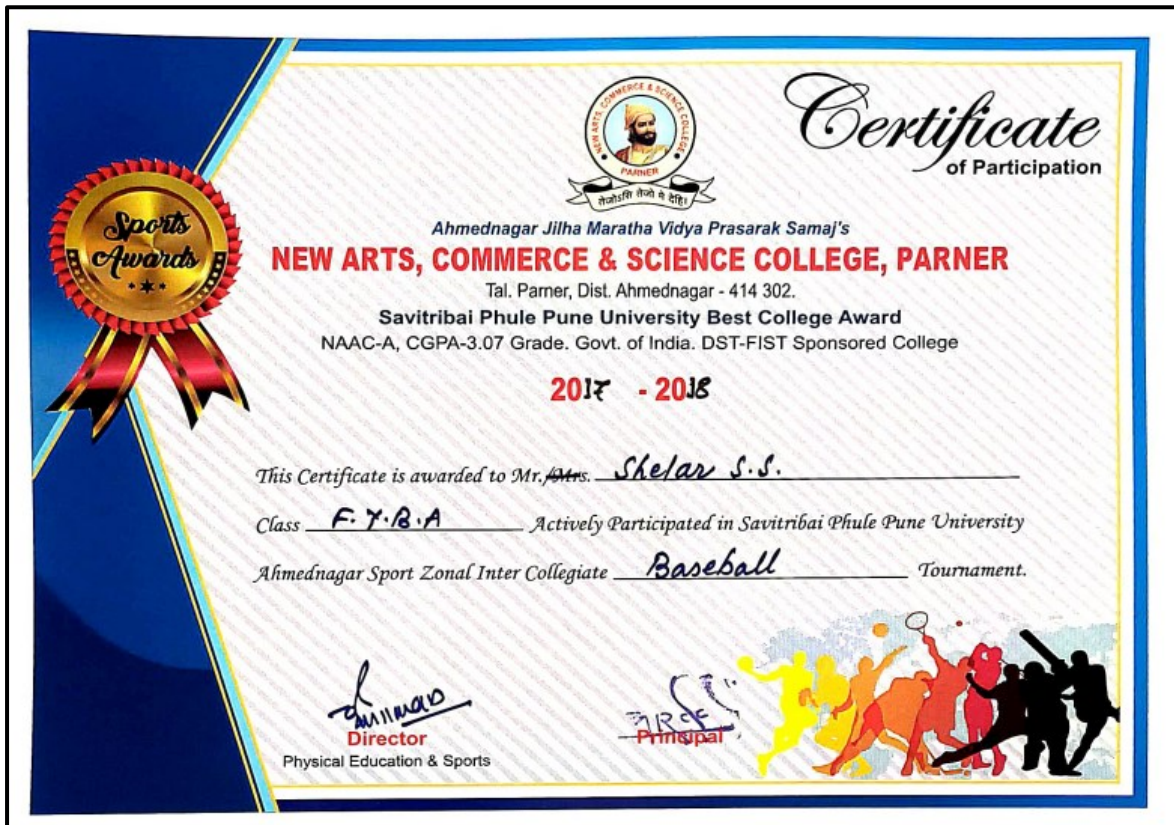 NEW ARTS, COMMERCE & SCIENCE COLLEGE
PARNER
तेजोऽसि तेजो मे देहि।
Certificate
of Participation
Sports
Awards
Ahmednagar Jilha Maratha Vidya Prasarak Samaj's
NEW ARTS, COMMERCE & SCIENCE COLLEGE, PARNER
Tal. Parner, Dist. Ahmednagar - 414 302.
Savitribai Phule Pune University Best College Award
NAAC-A, CGPA-3.07 Grade. Govt. of India. DST-FIST Sponsored College
2017 - 2018
This Certificate is awarded to Mr./Mrs. Shelar S.S.
Class F.Y.B.A Actively Participated in Savitribai Phule Pune University
Ahmednagar Sport Zonal Inter Collegiate Baseball Tournament.
Director
Physical Education & Sports
Principal